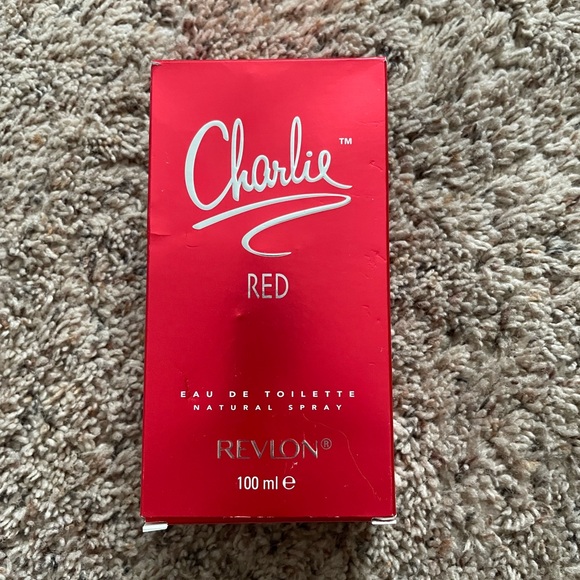 Charlie™
RED
EAU DE TOILETTE
NATURAL SPRAY
REVLON®
100 ml ℮